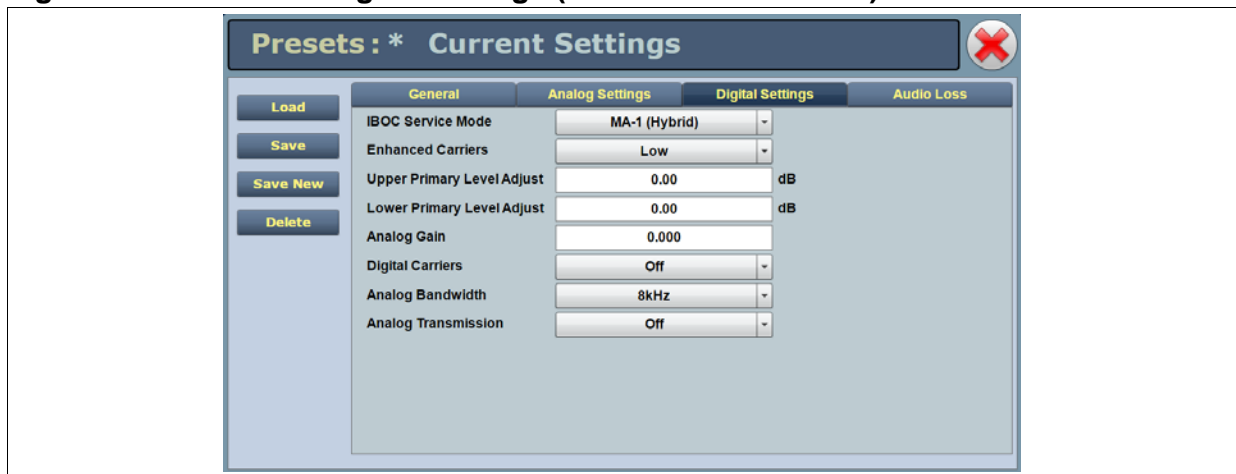 Presets: * Current Settings
Load
Save
Save New
Delete
General Analog Settings Digital Settings Audio Loss
IBOC Service Mode MA-1 (Hybrid)
Enhanced Carriers Low
Upper Primary Level Adjust 0.00 dB
Lower Primary Level Adjust 0.00 dB
Analog Gain 0.000
Digital Carriers Off
Analog Bandwidth 8kHz
Analog Transmission Off